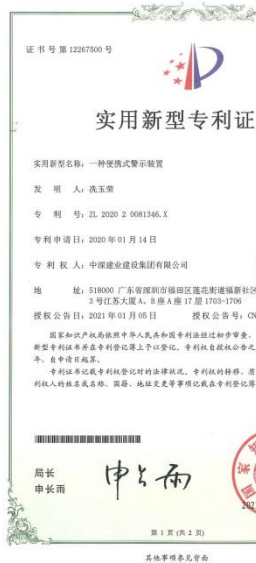 证书号第12267500号
实用新型专利证
实用新型名称：一种便携式警示装置
发明人：冼玉荣
专利号：ZL 2020 2 0081346.X
专利申请日：2020年01月14日
专利权人：中深建业建设集团有限公司
地址：518000 广东省深圳市福田区莲花街道福新社区
3号江苏大厦A、B座A座17层1703-1706
授权公告日：2021年01月05日 授权公告号：CN
国家知识产权局依照中华人民共和国专利法经过初步审查，
新型专利证书并在专利登记簿上予以登记。专利权自授权公告之
年，自申请日起算。
专利证书记载专利权登记时的法律状况。专利权的转移、质
利权人的姓名或名称、国籍、地址变更等事项记载在专利登记簿
局长
申长雨
申长雨
家知
202
第 1 页 (共 2 页)
其他事项参见背面